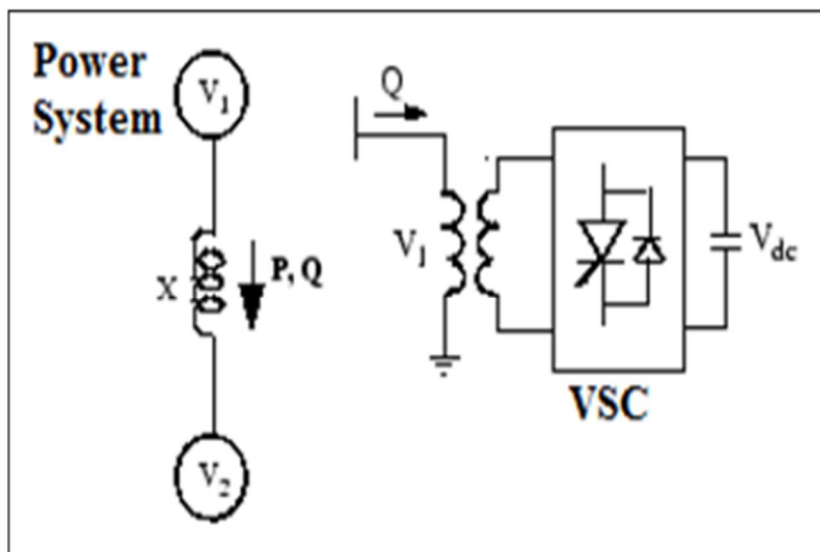 Power
System
V1
X
P, Q
V2
Q
V1
Vdc
VSC